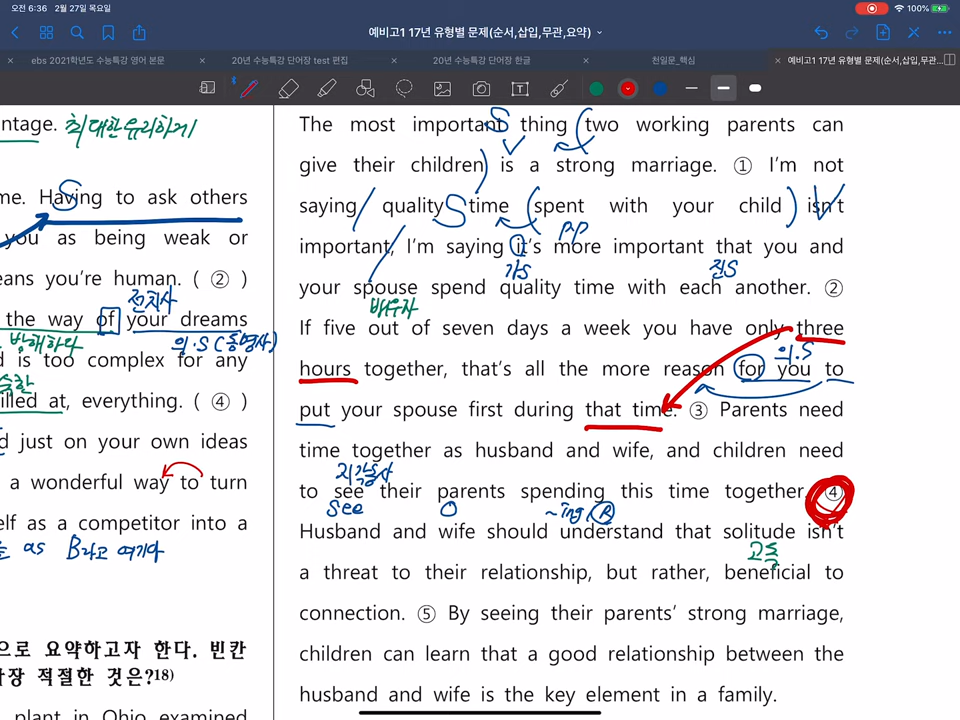 오전 6:36 2월 27일 목요일
100%
예비고1 17년 유형별 문제(순서,삽입,무관,요약)
ebs 2021학년도 수능특강 영어 본문
20년 수능특강 단어장 test 편집
20년 수능특강 단어장 한글
천일문_핵심
예비고1 17년 유형별 문제(순서,삽입,무관,요약)
ntage. 최대한 유리하게
S
me. Having to ask others
you as being weak or
eans you're human. ( ② )
전치사
the way of your dreams
방해하다 의.S (동명사)
d is too complex for any
숙한
illed at, everything. ( ④ )
d just on your own ideas
a wonderful way to turn
elf as a competitor into a
as B라고 여기다
으로 요약하고자 한다. 빈칸
가장 적절한 것은?18)
plant in Ohio examined
The most important S thing ( two working parents can
V
give their children) is a strong marriage. ① I'm not
saying / quality S time ( spent with your child ) isn't V
pp
important, / I'm saying it's more important that you and
가S 진S
your spouse spend quality time with each another. ②
배우자
If five out of seven days a week you have only three
의.S
hours together, that's all the more reason for you to
put your spouse first during that time. ③ Parents need
time together as husband and wife, and children need
지각동사
to see their parents spending this time together. ④
see O ~ing, R
Husband and wife should understand that solitude isn't
고독
a threat to their relationship, but rather, beneficial to
connection. ⑤ By seeing their parents' strong marriage,
children can learn that a good relationship between the
husband and wife is the key element in a family.